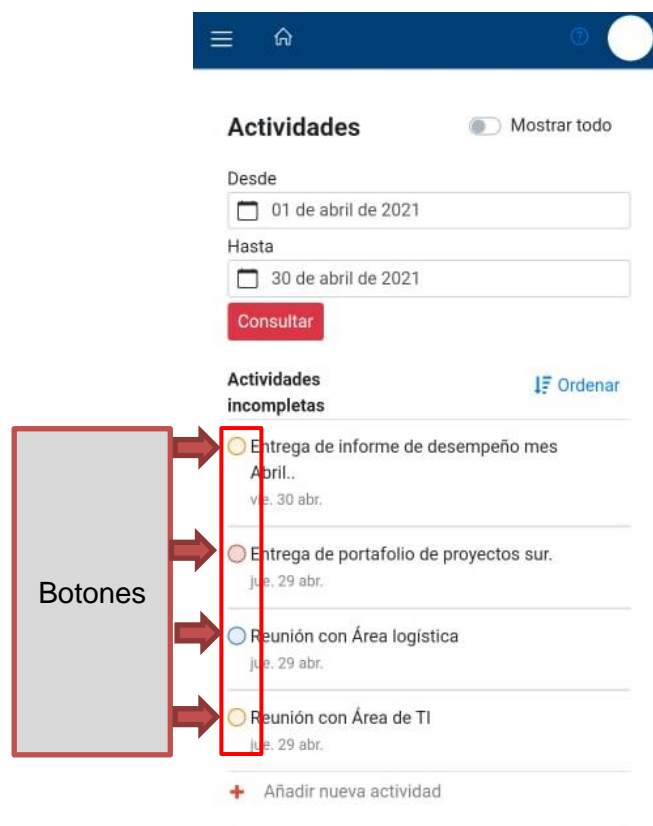 Actividades
Mostrar todo
Desde
01 de abril de 2021
Hasta
30 de abril de 2021
Consultar
Actividades
incompletas
Ordenar
Entrega de informe de desempeño mes
Abril..
vie. 30 abr.
Entrega de portafolio de proyectos sur.
jue. 29 abr.
Botones
Reunión con Área logística
jue. 29 abr.
Reunión con Área de TI
jue. 29 abr.
Añadir nueva actividad